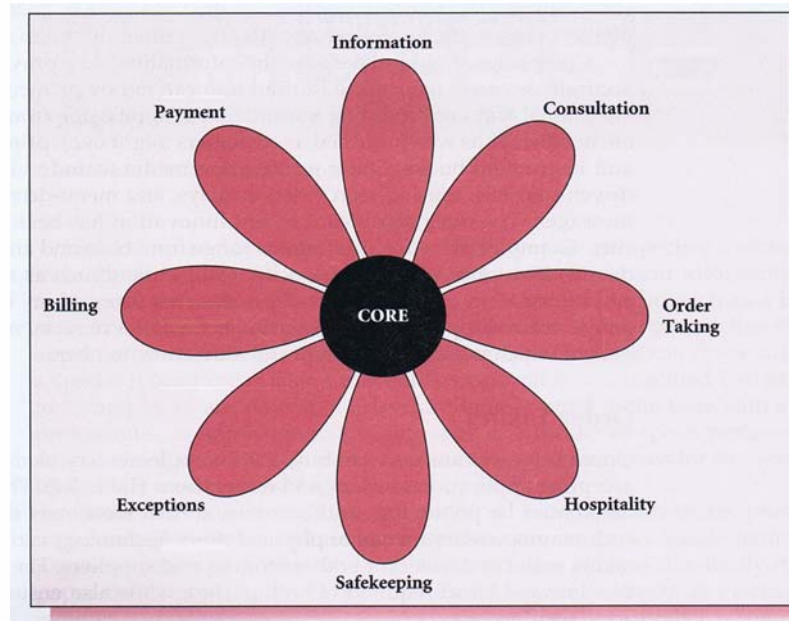 Information
Payment
Consultation
Billing
CORE
Order
Taking
Exceptions
Hospitality
Safekeeping